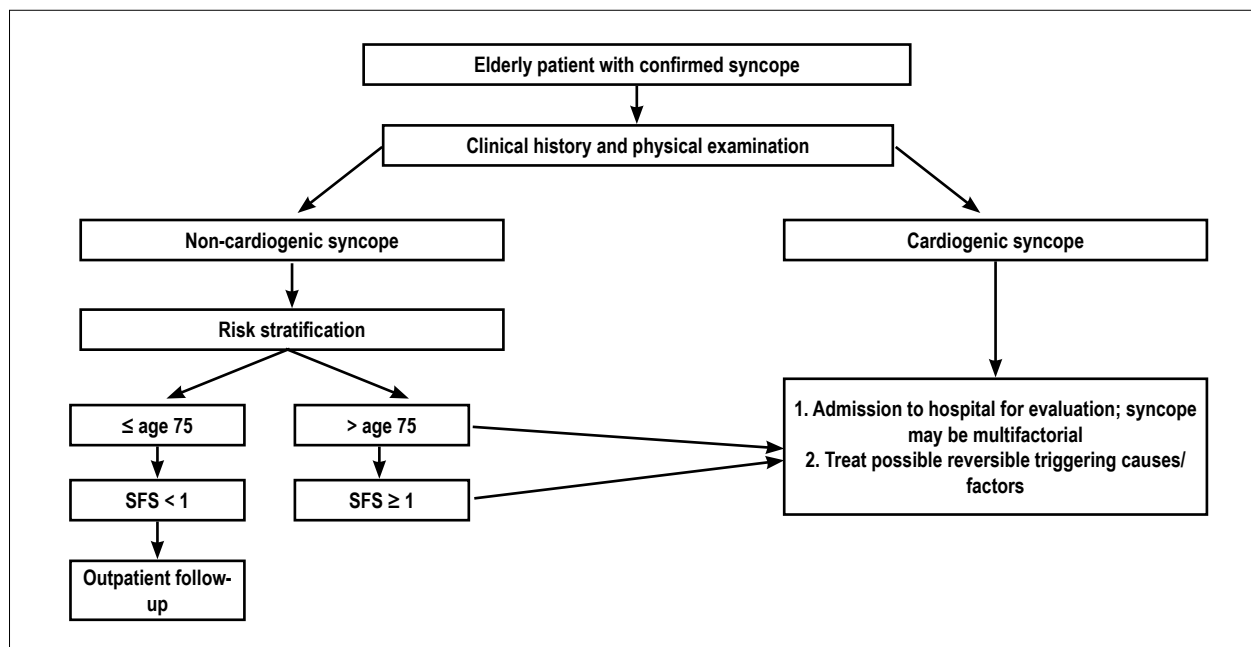 Elderly patient with confirmed syncope
Clinical history and physical examination
Non-cardiogenic syncope
Cardiogenic syncope
Risk stratification
≤ age 75
> age 75
1. Admission to hospital for evaluation; syncope
may be multifactorial
2. Treat possible reversible triggering causes/
factors
SFS < 1
SFS ≥ 1
Outpatient follow-
up